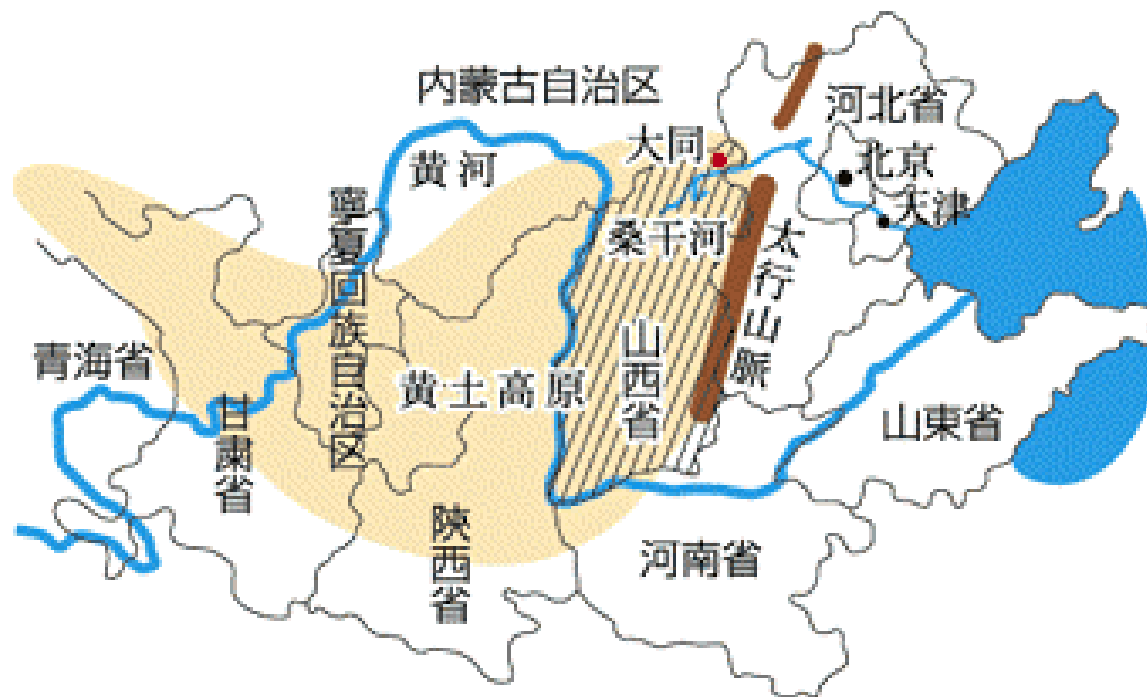 内蒙古自治区
河北省
大同
北京
黄河
天津
寧夏回族自治区
桑干河
太行山脈
青海省
黄土高原
山西省
甘粛省
山東省
陝西省
河南省